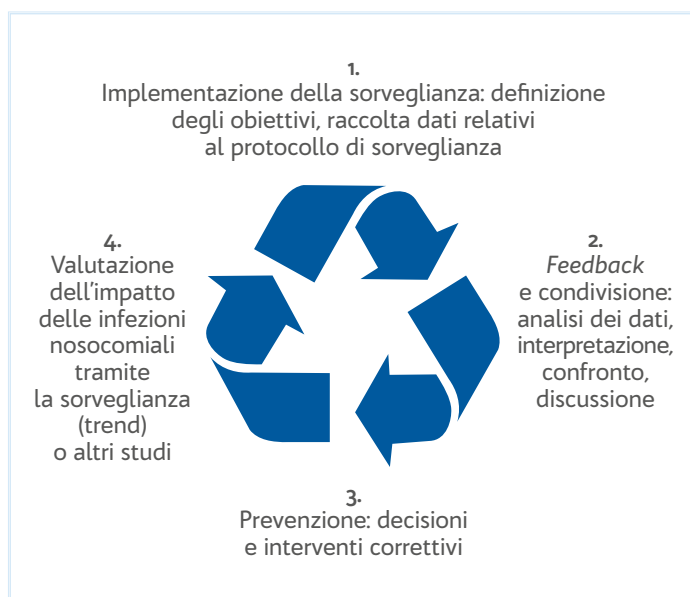 1.
Implementazione della sorveglianza: definizione
degli obiettivi, raccolta dati relativi
al protocollo di sorveglianza
2.
Feedback
e condivisione:
analisi dei dati,
interpretazione,
confronto,
discussione
3.
Prevenzione: decisioni
e interventi correttivi
4.
Valutazione
dell'impatto
delle infezioni
nosocomiali
tramite
la sorveglianza
(trend)
o altri studi